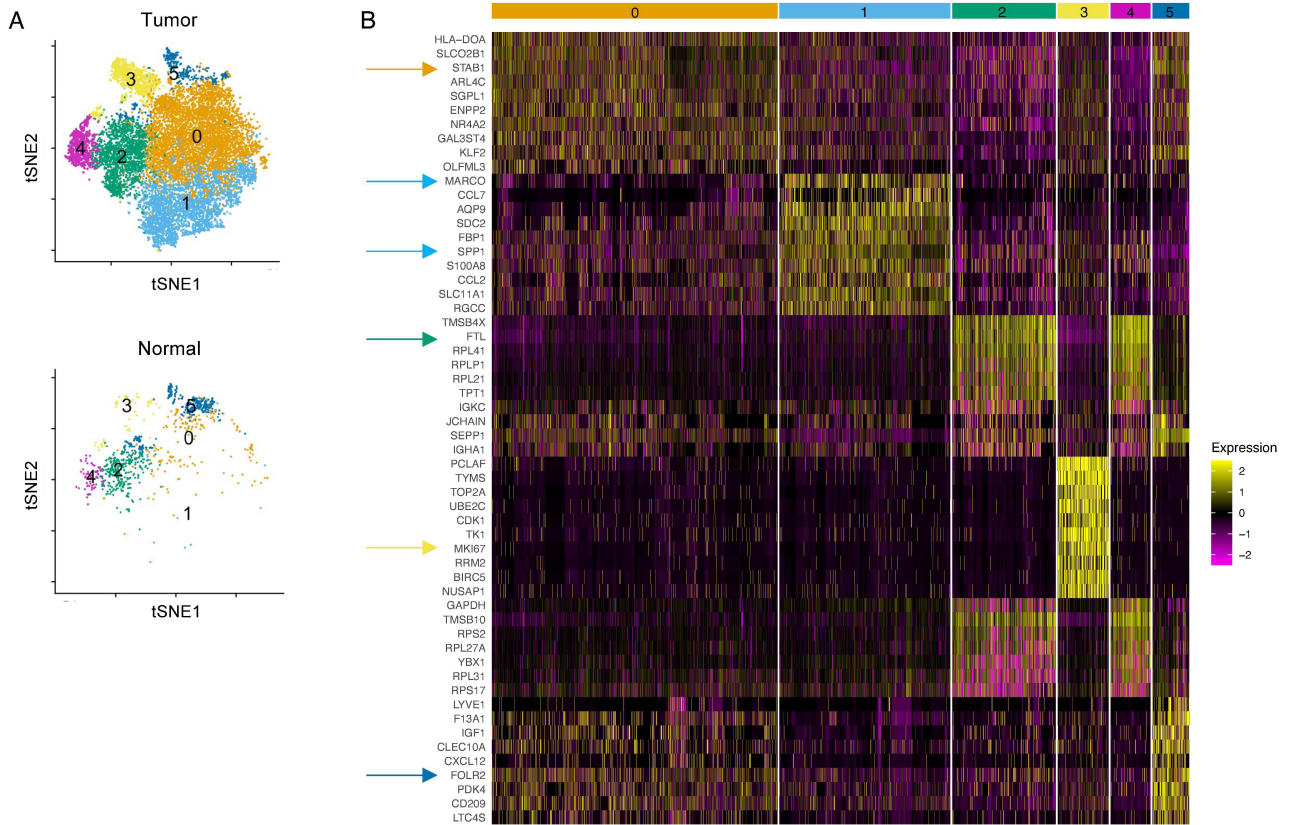 A
Tumor
3
5
0
4
2
1
tSNE2
tSNE1
Normal
3
5
0
4
2
1
tSNE2
tSNE1
B
0 1 2 3 4 5
HLA-DOA
SLCO2B1
STAB1
ARL4C
SGPL1
ENPP2
NR4A2
GAL3ST4
KLF2
OLFML3
MARCO
CCL7
AQP9
SDC2
FBP1
SPP1
S100A8
CCL2
SLC11A1
RGCC
TMSB4X
FTL
RPL41
RPLP1
RPL21
TPT1
IGKC
JCHAIN
SEPP1
IGHA1
PCLAF
TYMS
TOP2A
UBE2C
CDK1
TK1
MKI67
RRM2
BIRC5
NUSAP1
GAPDH
TMSB10
RPS2
RPL27A
YBX1
RPL31
RPS17
LYVE1
F13A1
IGF1
CLEC10A
CXCL12
FOLR2
PDK4
CD209
LTC4S
Expression
2
1
0
−1
−2